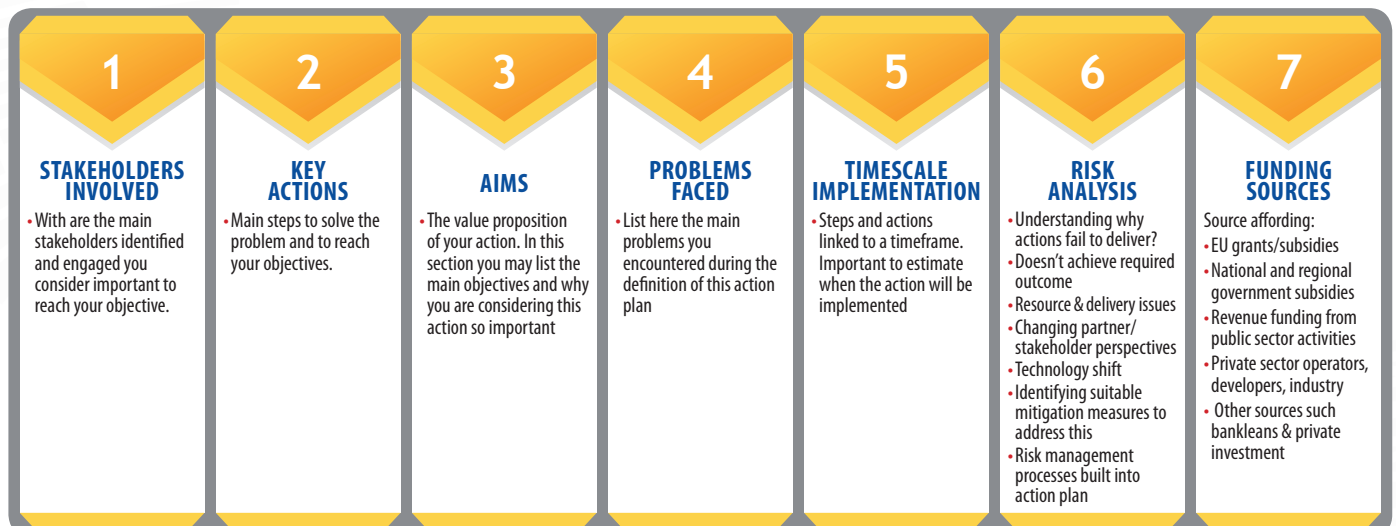 1
STAKEHOLDERS
INVOLVED
•With are the main
stakeholders identified
and engaged you
consider important to
reach your objective.
2
KEY
ACTIONS
•Main steps to solve the
problem and to reach
your objectives.
3
AIMS
•The value proposition
of your action. In this
section you may list the
main objectives and why
you are considering this
action so important
4
PROBLEMS
FACED
•List here the main
problems you
encountered during the
definition of this action
plan
5
TIMESCALE
IMPLEMENTATION
•Steps and actions
linked to a timeframe.
Important to estimate
when the action will be
implemented
6
RISK
ANALYSIS
•Understanding why
actions fail to deliver?
•Doesn't achieve required
outcome
•Resource & delivery issues
•Changing partner/
stakeholder perspectives
•Technology shift
•Identifying suitable
mitigation measures to
address this
•Risk management
processes built into
action plan
7
FUNDING
SOURCES
Source affording:
•EU grants/subsidies
•National and regional
government subsidies
•Revenue funding from
public sector activities
•Private sector operators,
developers, industry
• Other sources such
bankleans & private
investment